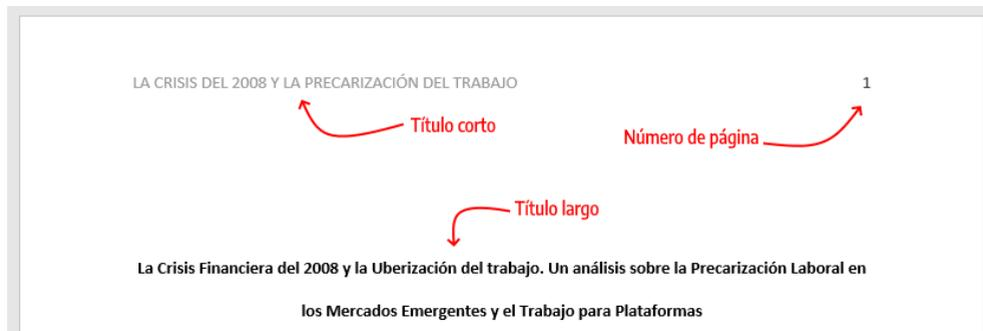 LA CRISIS DEL 2008 Y LA PRECARIZACIÓN DEL TRABAJO 1
Título corto
Número de página
Título largo
La Crisis Financiera del 2008 y la Uberización del trabajo. Un análisis sobre la Precarización Laboral en
los Mercados Emergentes y el Trabajo para Plataformas